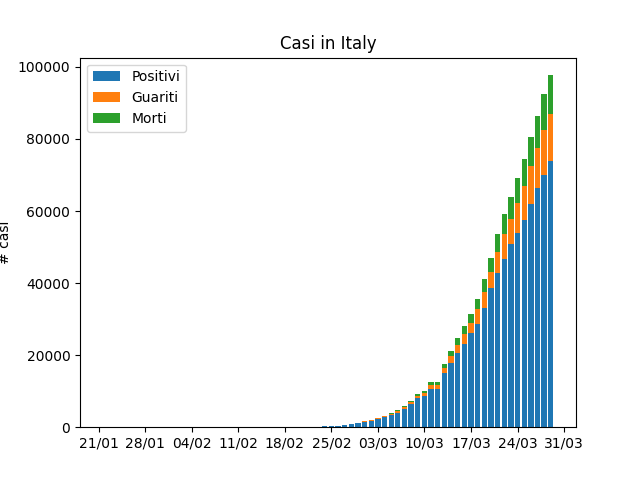 Casi in Italy
Positivi
Guariti
Morti
100000
80000
60000
40000
20000
0
# casi
21/01 28/01 04/02 11/02 18/02 25/02 03/03 10/03 17/03 24/03 31/03